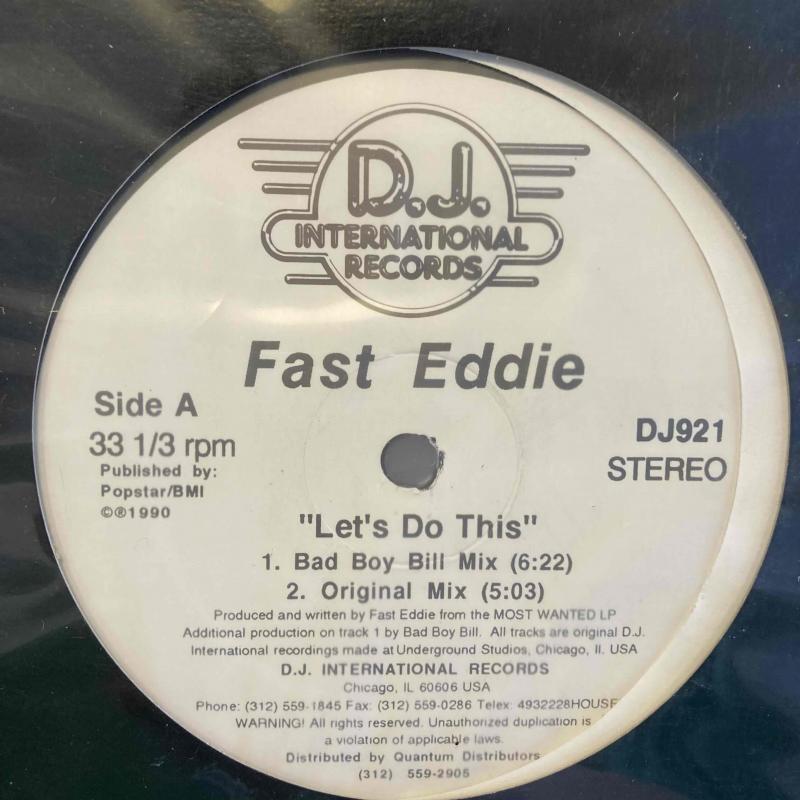 D.J.
INTERNATIONAL
RECORDS
Fast Eddie
Side A
33 1/3 rpm
Published by:
Popstar/BMI
©℗1990
DJ921
STEREO
"Let's Do This"
1. Bad Boy Bill Mix (6:22)
2. Original Mix (5:03)
Produced and written by Fast Eddie from the MOST WANTED LP
Additional production on track 1 by Bad Boy Bill. All tracks are original D.J.
International recordings made at Underground Studios, Chicago, Il. USA
D.J. INTERNATIONAL RECORDS
Chicago, IL 60606 USA
Phone: (312) 559-1845 Fax: (312) 559-0286 Telex: 4932228HOUSE
WARNING! All rights reserved. Unauthorized duplication is
a violation of applicable laws.
Distributed by Quantum Distributors
(312) 559-2905